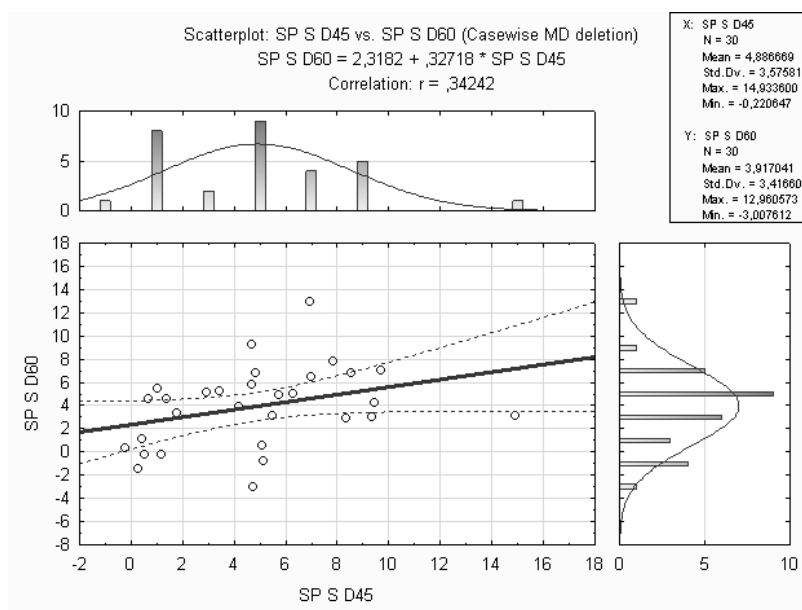 Scatterplot: SP S D45 vs. SP S D60 (Casewise MD deletion)
SP S D60 = 2,3182 + ,32718 * SP S D45
Correlation: r = ,34242
X: SP S D45
N = 30
Mean = 4,886669
Std.Dv. = 3,57581
Max. = 14,933600
Min. = -0,220647
Y: SP S D60
N = 30
Mean = 3,917041
Std.Dv. = 3,41660
Max. = 12,960573
Min. = -3,007612
10
5
0
18
16
14
12
10
8
6
4
2
0
-2
-4
-6
-8
SP S D60
-2 0 2 4 6 8 10 12 14 16 18
SP S D45
0 5 10